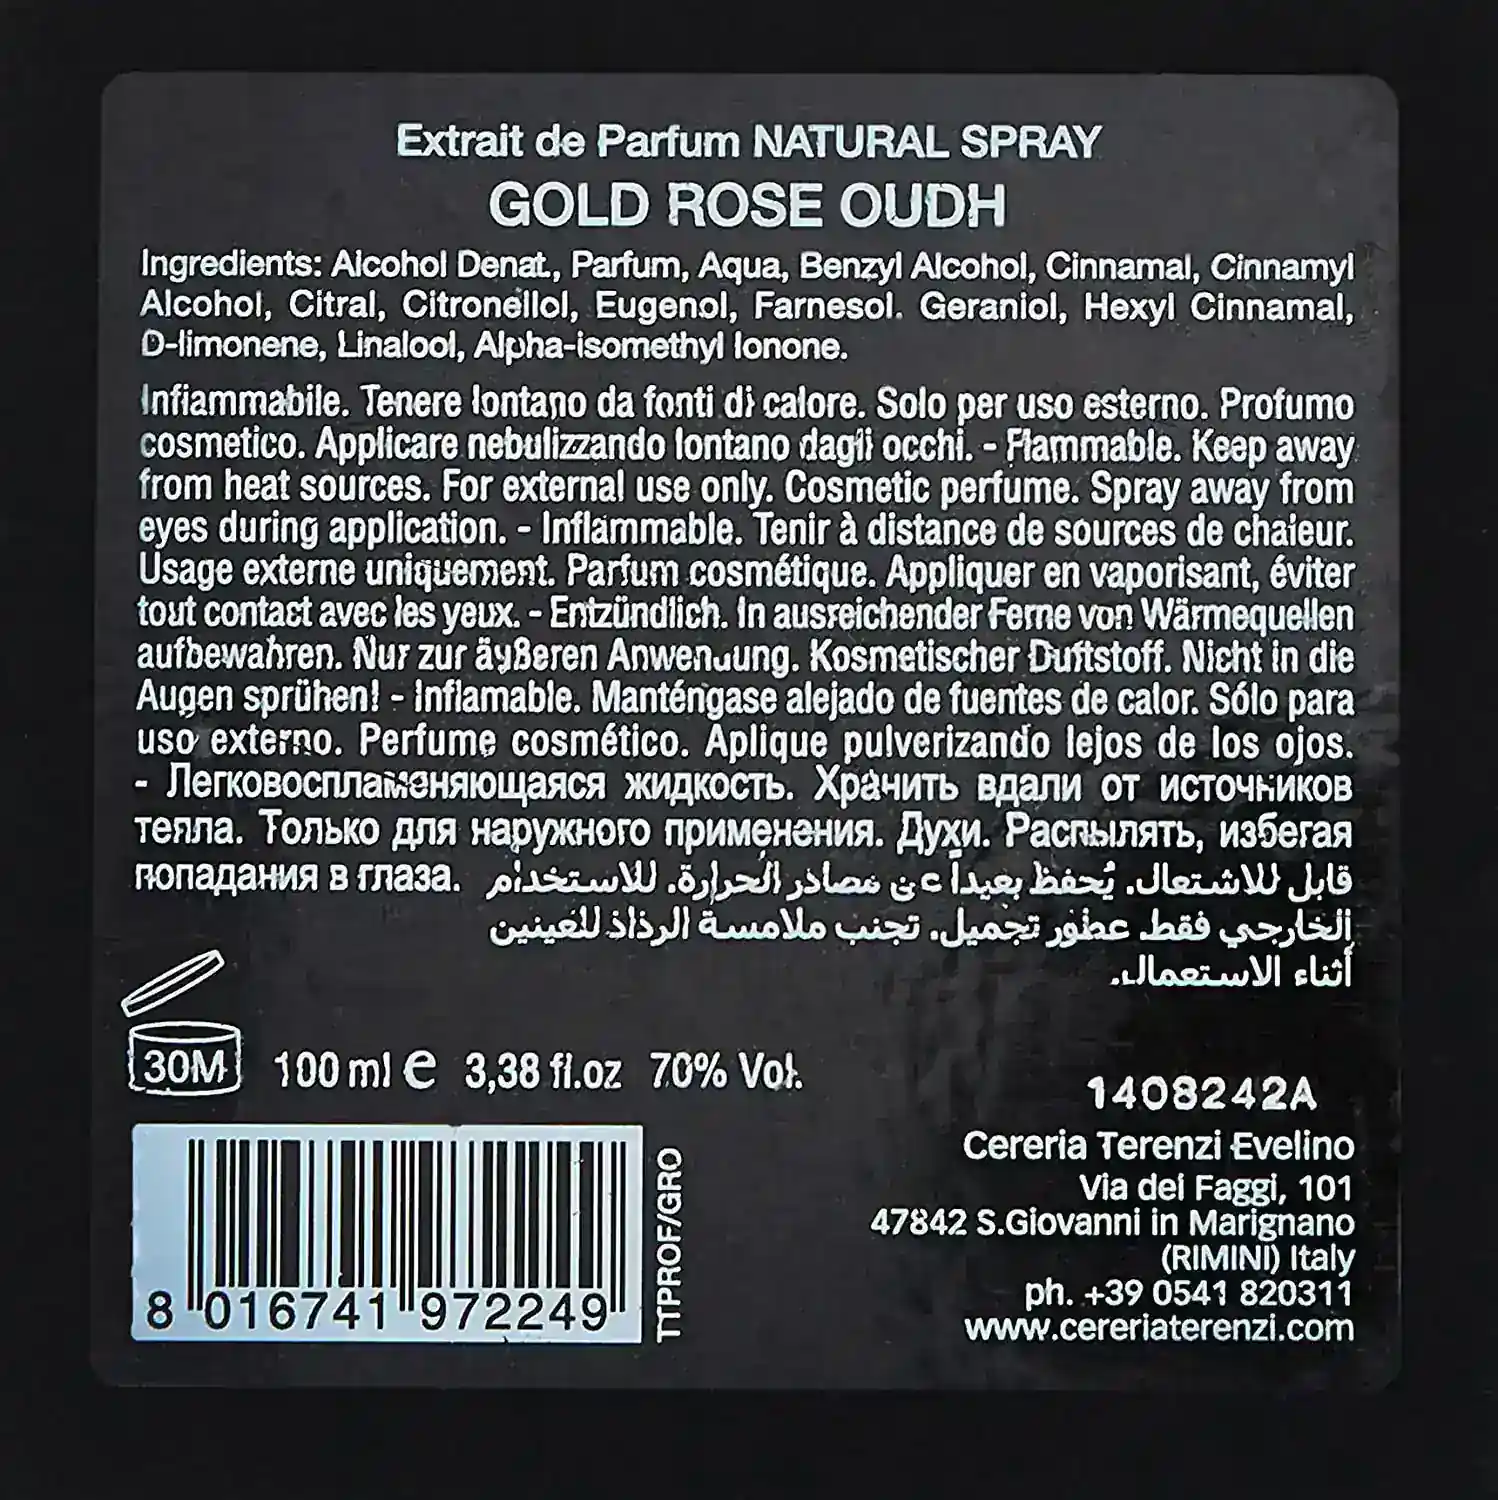 Extrait de Parfum NATURAL SPRAY
GOLD ROSE OUDH
Ingredients: Alcohol Denat., Parfum, Aqua, Benzyl Alcohol, Cinnamal, Cinnamyl
Alcohol, Citral, Citronellol, Eugenol, Farnesol. Geraniol, Hexyl Cinnamal,
D-limonene, Linalool, Alpha-isomethyl Ionone.
Infiammabile. Tenere lontano da fonti di calore. Solo per uso esterno. Profumo
cosmetico. Applicare nebulizzando lontano dagli occhi. - Flammable. Keep away
from heat sources. For external use only. Cosmetic perfume. Spray away from
eyes during application. - Inflammable. Tenir à distance de sources de chaleur.
Usage externe uniquement. Parfum cosmétique. Appliquer en vaporisant, éviter
tout contact avec les yeux. - Entzündlich. In ausreichender Ferne von Wärmequellen
aufbewahren. Nur zur äußeren Anwendung. Kosmetischer Duftstoff. Nicht in die
Augen sprühen! - Inflamable. Manténgase alejado de fuentes de calor. Sólo para
uso externo. Perfume cosmético. Aplique pulverizando lejos de los ojos.
- Легковоспламеняющаяся жидкость. Хранить вдали от источников
тепла. Только для наружного применения. Духи. Распылять, избегая
попадания в глаза. قابل للاشتعال. يُحفظ بعيداً عن مصادر الحرارة. للاستخدام
الخارجي فقط. عطور تجميل. تجنب ملامسة الرذاذ للعينين
أثناء الاستعمال.
30M 100 ml e 3,38 fl.oz 70% Vol.
1408242A
Cereria Terenzi Evelino
Via dei Faggi, 101
47842 S.Giovanni in Marignano
(RIMINI) Italy
ph. +39 0541 820311
www.cereriaterenzi.com
8 016741 972249
TTPROF/GRO